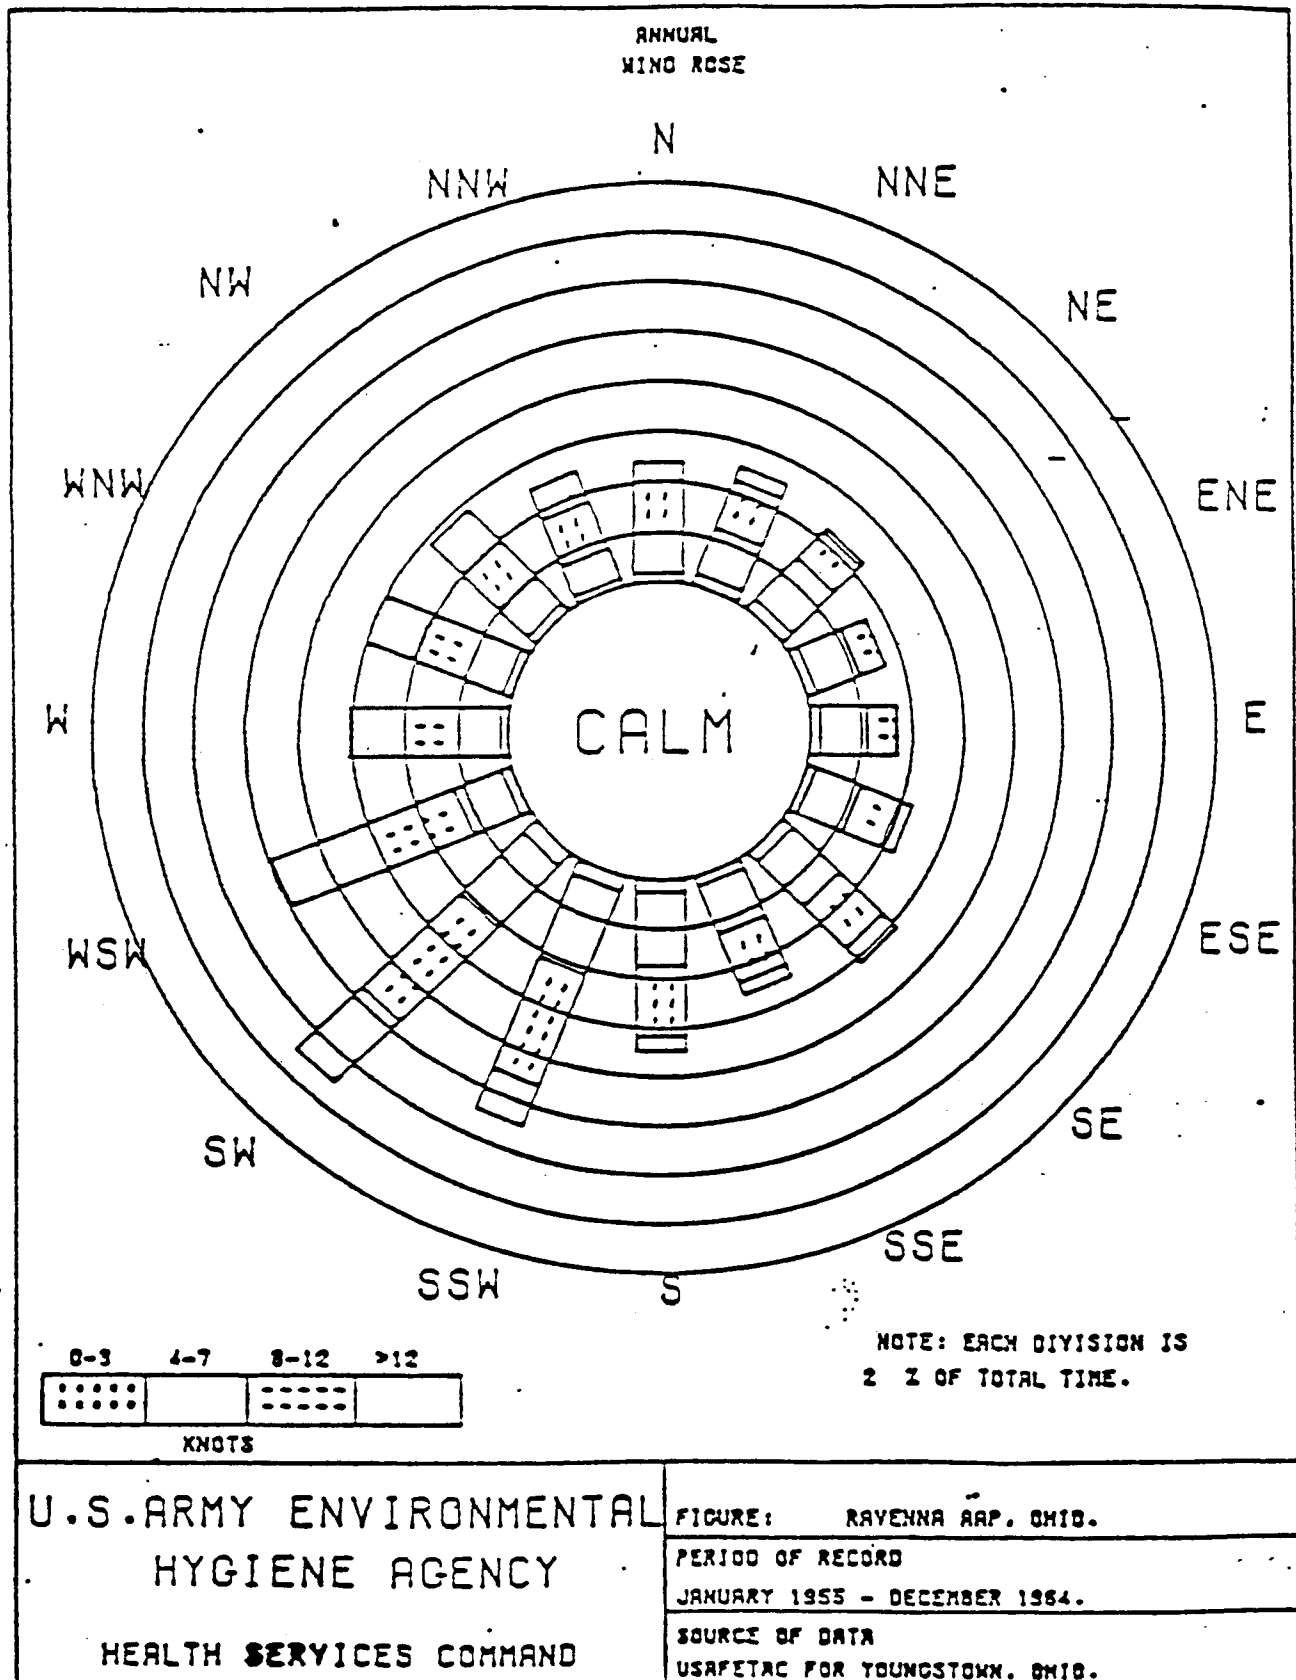 ANNUAL
WIND ROSE
N
NNW
NNE
NW
NE
WNW
ENE
W
CALM
E
WSW
ESE
SW
SE
SSW
S
SSE
NOTE: EACH DIVISION IS
2 % OF TOTAL TIME.
0-3 4-7 8-12 >12
KNOTS
U.S.ARMY ENVIRONMENTAL
HYGIENE AGENCY
HEALTH SERVICES COMMAND
FIGURE: RAVENNA AAP. OHIO.
PERIOD OF RECORD
JANUARY 1955 - DECEMBER 1964.
SOURCE OF DATA
USAFETAC FOR YOUNGSTOWN. OHIO.